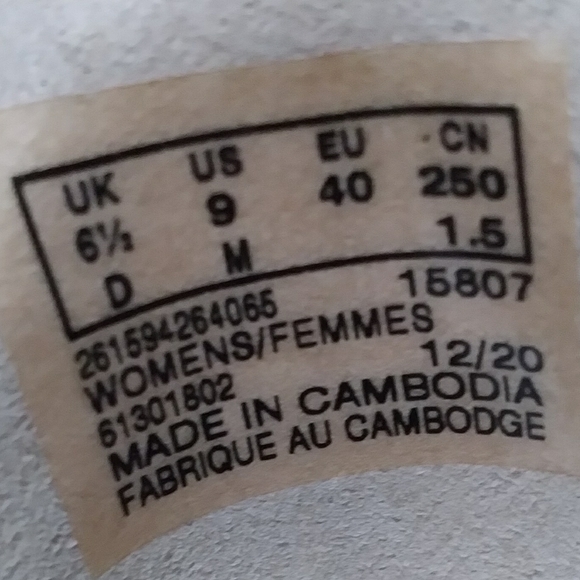 UK US EU CN
6½ 9 40 250
D M 1.5
261594264065 15807
WOMENS/FEMMES
61301802 12/20
MADE IN CAMBODIA
FABRIQUE AU CAMBODGE